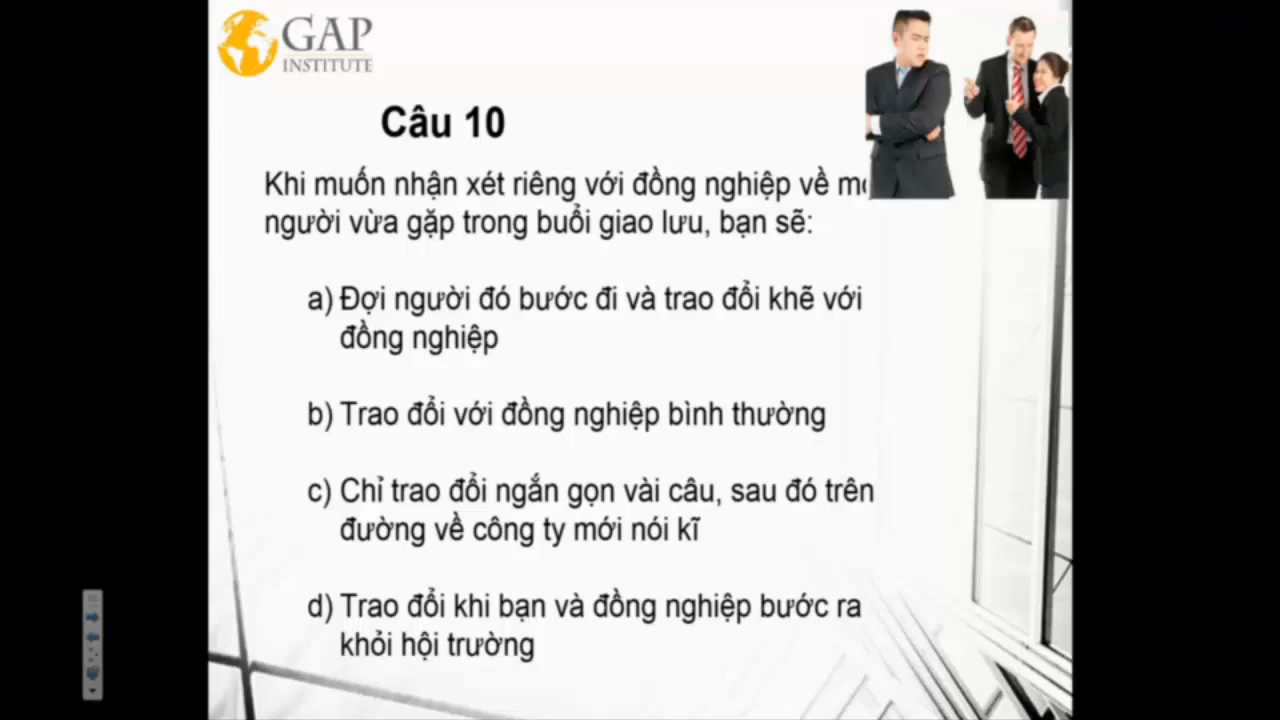 GAP
INSTITUTE
Câu 10
Khi muốn nhận xét riêng với đồng nghiệp về
người vừa gặp trong buổi giao lưu, bạn sẽ:
a) Đợi người đó bước đi và trao đổi khẽ với
đồng nghiệp
b) Trao đổi với đồng nghiệp bình thường
c) Chỉ trao đổi ngắn gọn vài câu, sau đó trên
đường về công ty mới nói kĩ
d) Trao đổi khi bạn và đồng nghiệp bước ra
khỏi hội trường